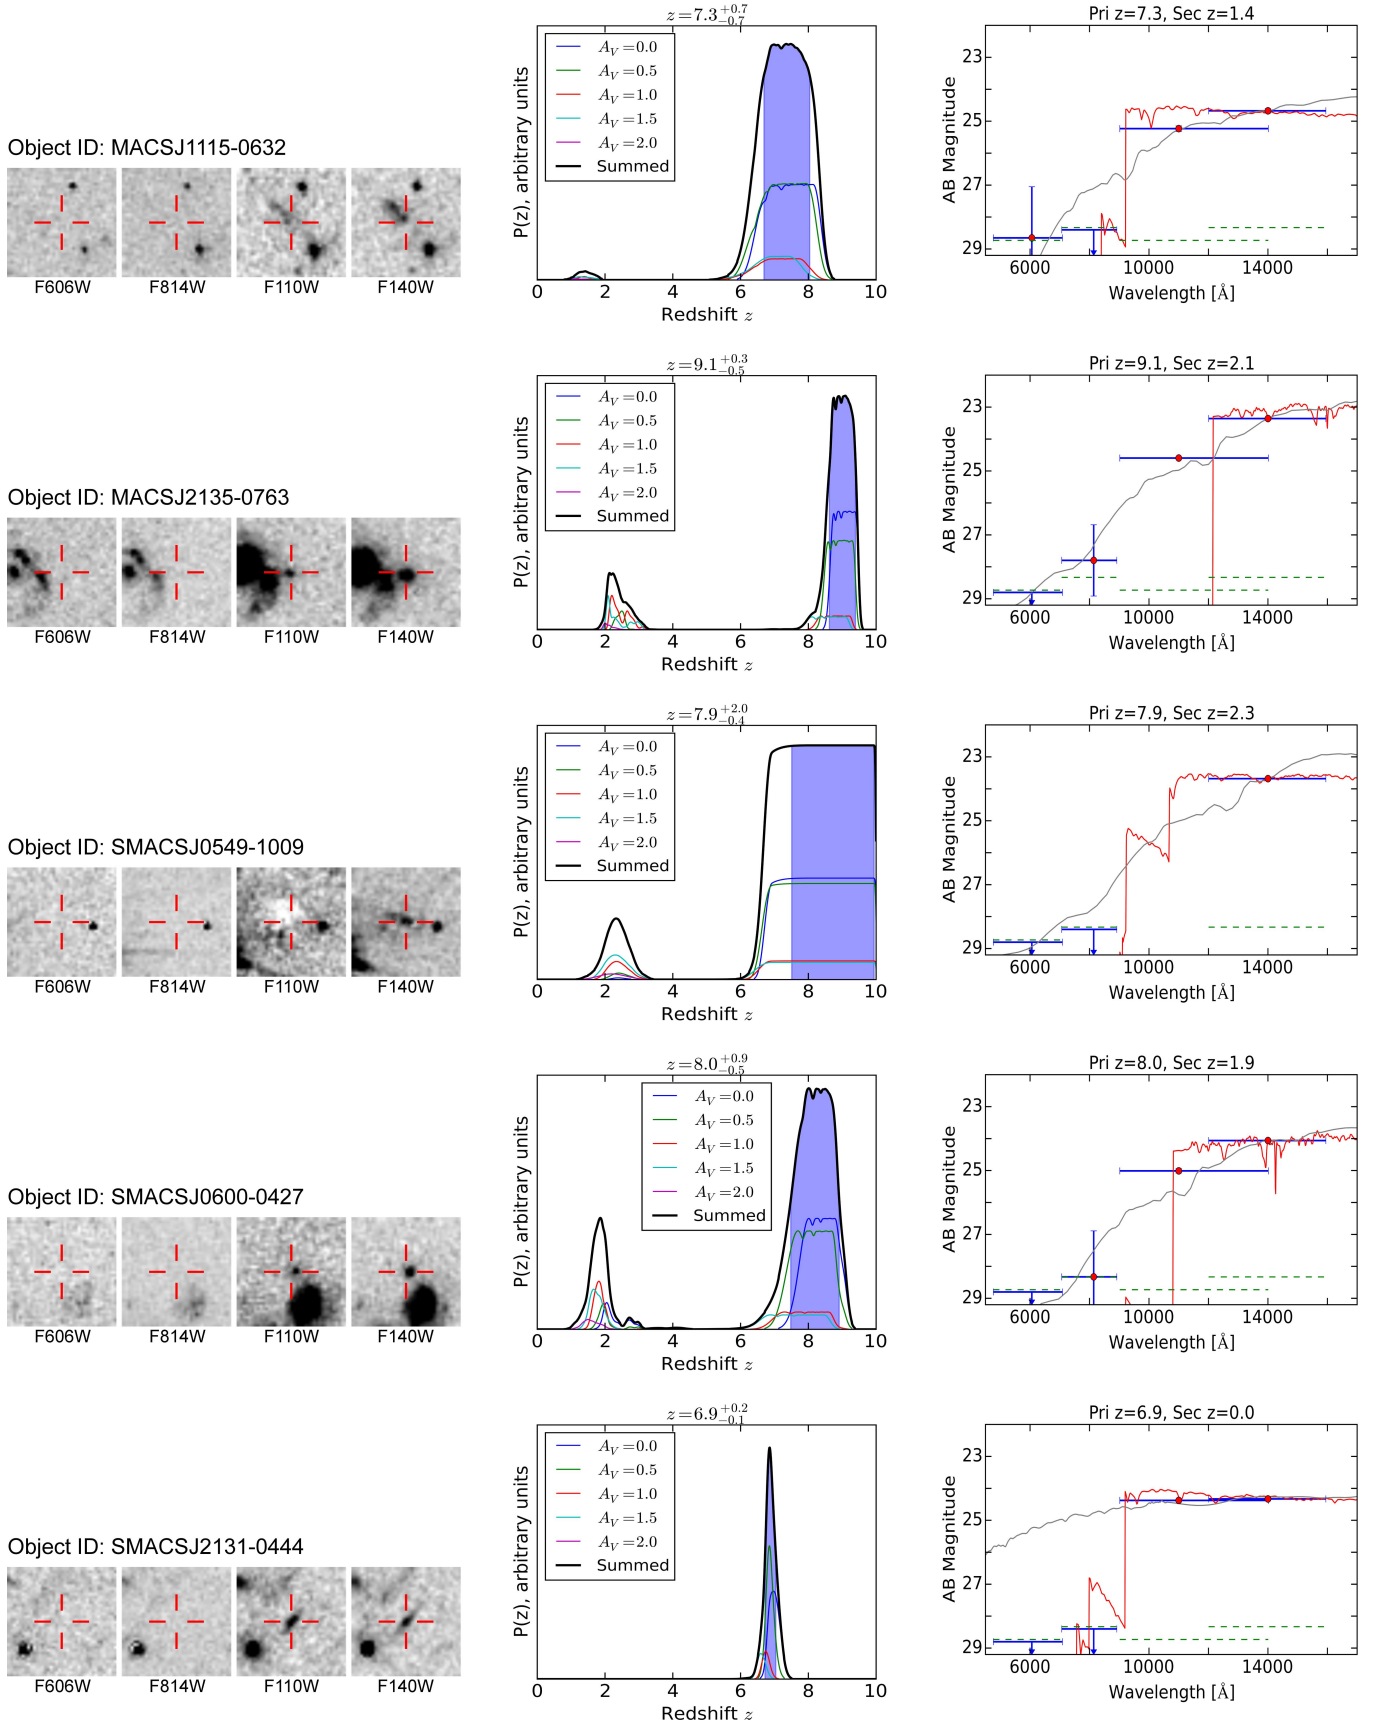 Object ID: MACSJ1115-0632
F606W F814W F110W F140W
z=7.3^{+0.7}_{-0.7}
P(z), arbitrary units
A_V=0.0
A_V=0.5
A_V=1.0
A_V=1.5
A_V=2.0
Summed
0 2 4 6 8 10
Redshift z
Pri z=7.3, Sec z=1.4
AB Magnitude
23
25
27
29
6000 10000 14000
Wavelength [Å]
Object ID: MACSJ2135-0763
F606W F814W F110W F140W
z=9.1^{+0.3}_{-0.5}
P(z), arbitrary units
A_V=0.0
A_V=0.5
A_V=1.0
A_V=1.5
A_V=2.0
Summed
0 2 4 6 8 10
Redshift z
Pri z=9.1, Sec z=2.1
AB Magnitude
23
25
27
29
6000 10000 14000
Wavelength [Å]
Object ID: SMACSJ0549-1009
F606W F814W F110W F140W
z=7.9^{+2.0}_{-0.4}
P(z), arbitrary units
A_V=0.0
A_V=0.5
A_V=1.0
A_V=1.5
A_V=2.0
Summed
0 2 4 6 8 10
Redshift z
Pri z=7.9, Sec z=2.3
AB Magnitude
23
25
27
29
6000 10000 14000
Wavelength [Å]
Object ID: SMACSJ0600-0427
F606W F814W F110W F140W
z=8.0^{+0.9}_{-0.5}
P(z), arbitrary units
A_V=0.0
A_V=0.5
A_V=1.0
A_V=1.5
A_V=2.0
Summed
0 2 4 6 8 10
Redshift z
Pri z=8.0, Sec z=1.9
AB Magnitude
23
25
27
29
6000 10000 14000
Wavelength [Å]
Object ID: SMACSJ2131-0444
F606W F814W F110W F140W
z=6.9^{+0.2}_{-0.1}
P(z), arbitrary units
A_V=0.0
A_V=0.5
A_V=1.0
A_V=1.5
A_V=2.0
Summed
0 2 4 6 8 10
Redshift z
Pri z=6.9, Sec z=0.0
AB Magnitude
23
25
27
29
6000 10000 14000
Wavelength [Å]